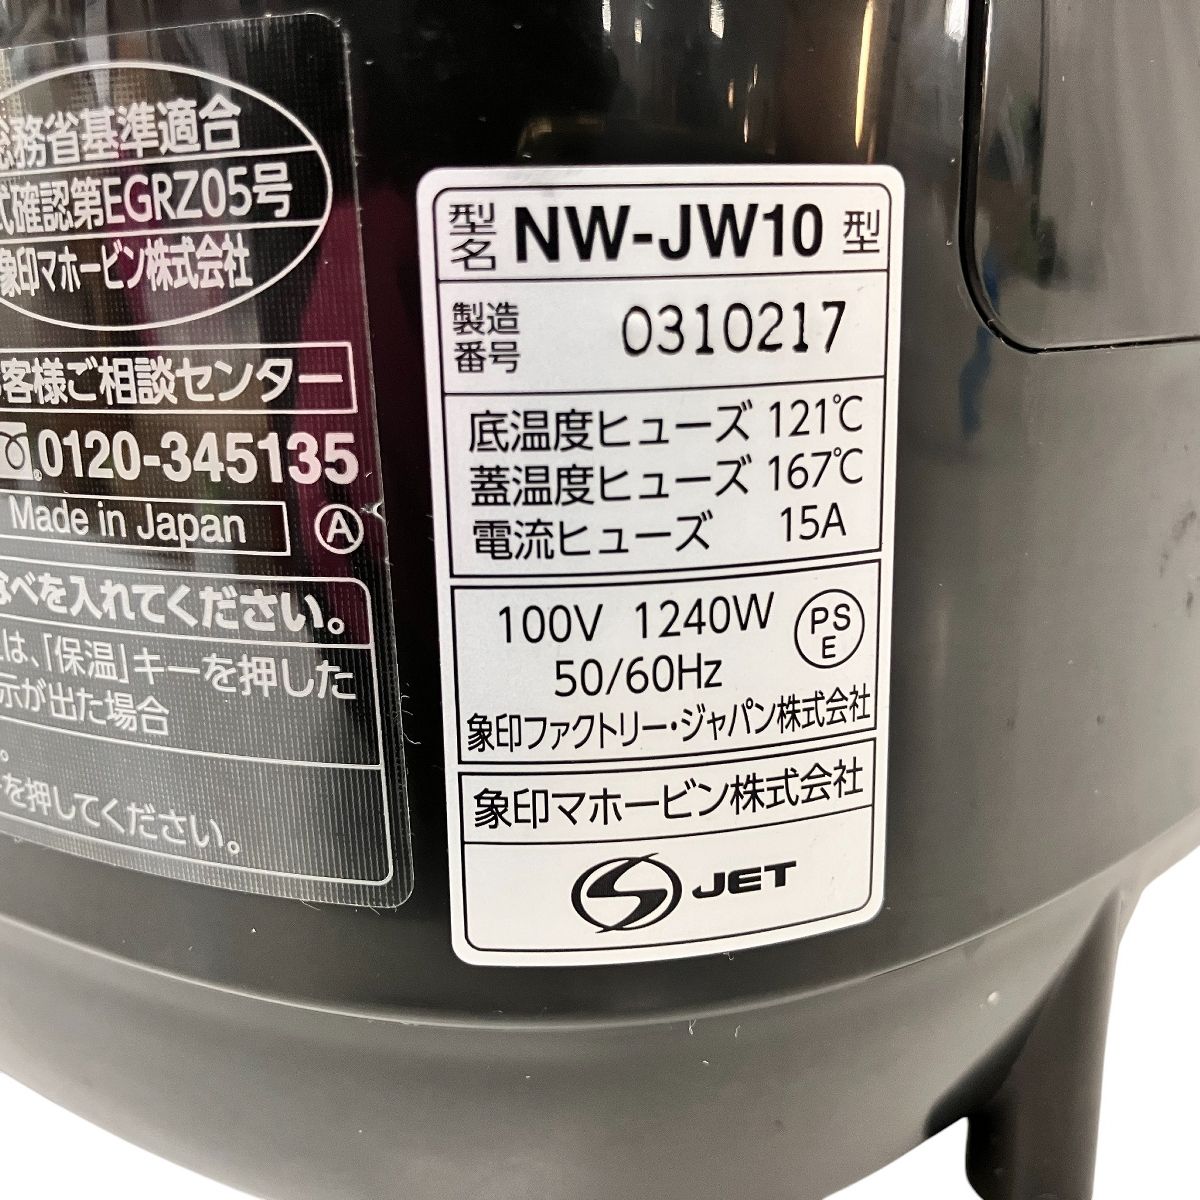 総務省基準適合
式確認第EGRZ05号
象印マホービン株式会社
客様ご相談センター
0120-345135
Made in Japan A
べを入れてください。
は、「保温」キーを押した
示が出た場合
。
を押してください。
型名 NW-JW10 型
製造番号 0310217
底温度ヒューズ 121℃
蓋温度ヒューズ 167℃
電流ヒューズ 15A
100V 1240W PSE
50/60Hz
象印ファクトリー・ジャパン株式会社
象印マホービン株式会社
JET